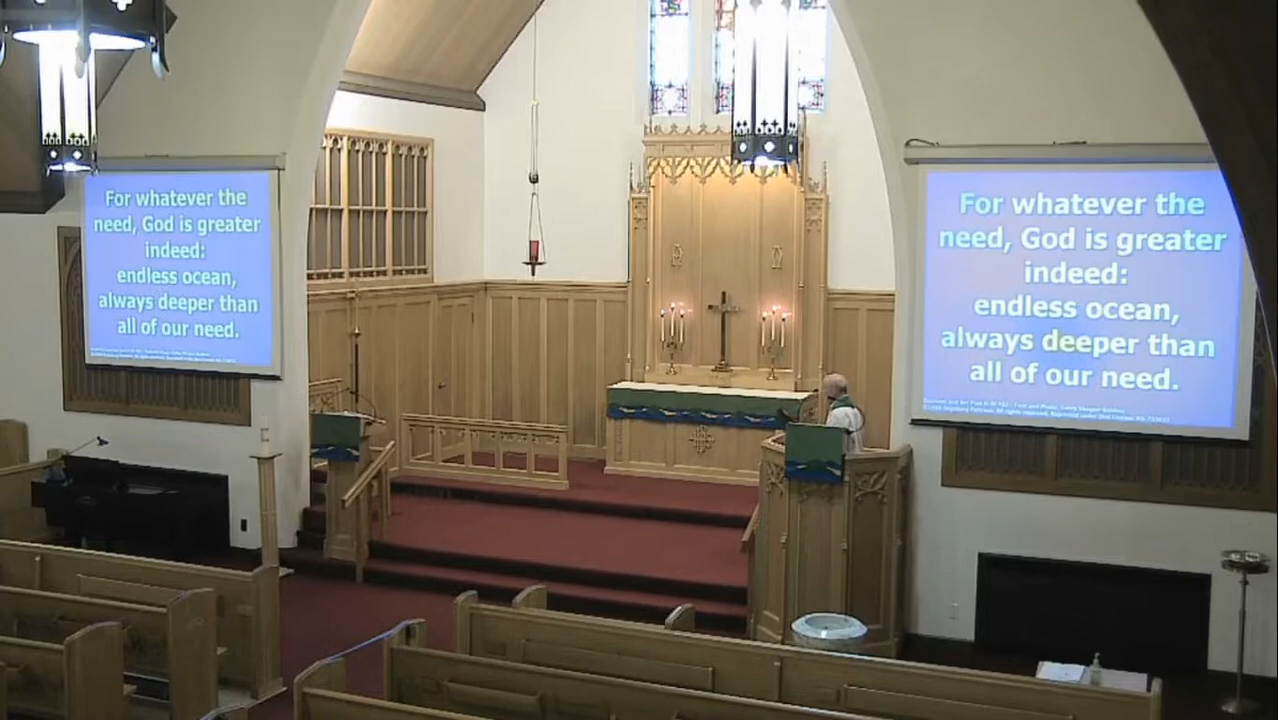 For whatever the
need, God is greater
indeed:
endless ocean,
always deeper than
all of our need.
For whatever the
need, God is greater
indeed:
endless ocean,
always deeper than
all of our need.